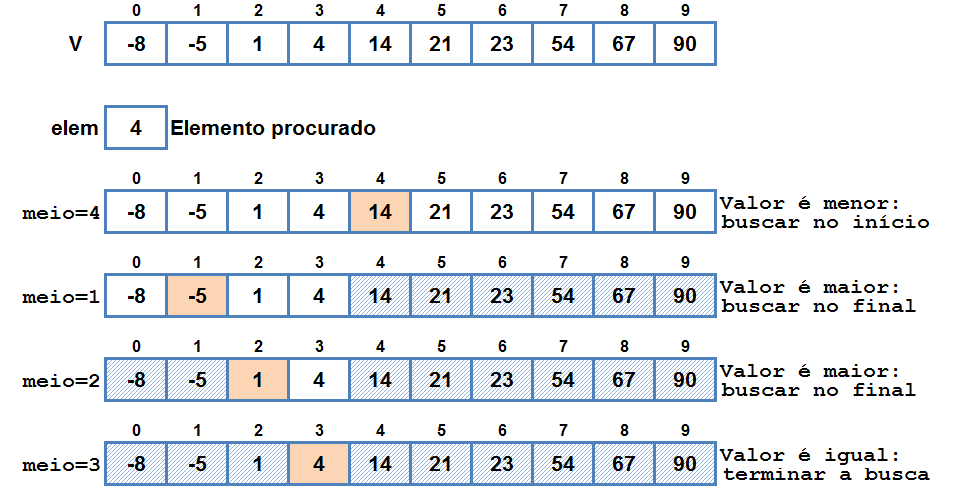 0 1 2 3 4 5 6 7 8 9
V -8 -5 1 4 14 21 23 54 67 90
elem 4 Elemento procurado
0 1 2 3 4 5 6 7 8 9
meio=4 -8 -5 1 4 14 21 23 54 67 90 Valor é menor:
buscar no início
0 1 2 3 4 5 6 7 8 9
meio=1 -8 -5 1 4 14 21 23 54 67 90 Valor é maior:
buscar no final
0 1 2 3 4 5 6 7 8 9
meio=2 -8 -5 1 4 14 21 23 54 67 90 Valor é maior:
buscar no final
0 1 2 3 4 5 6 7 8 9
meio=3 -8 -5 1 4 14 21 23 54 67 90 Valor é igual:
terminar a busca